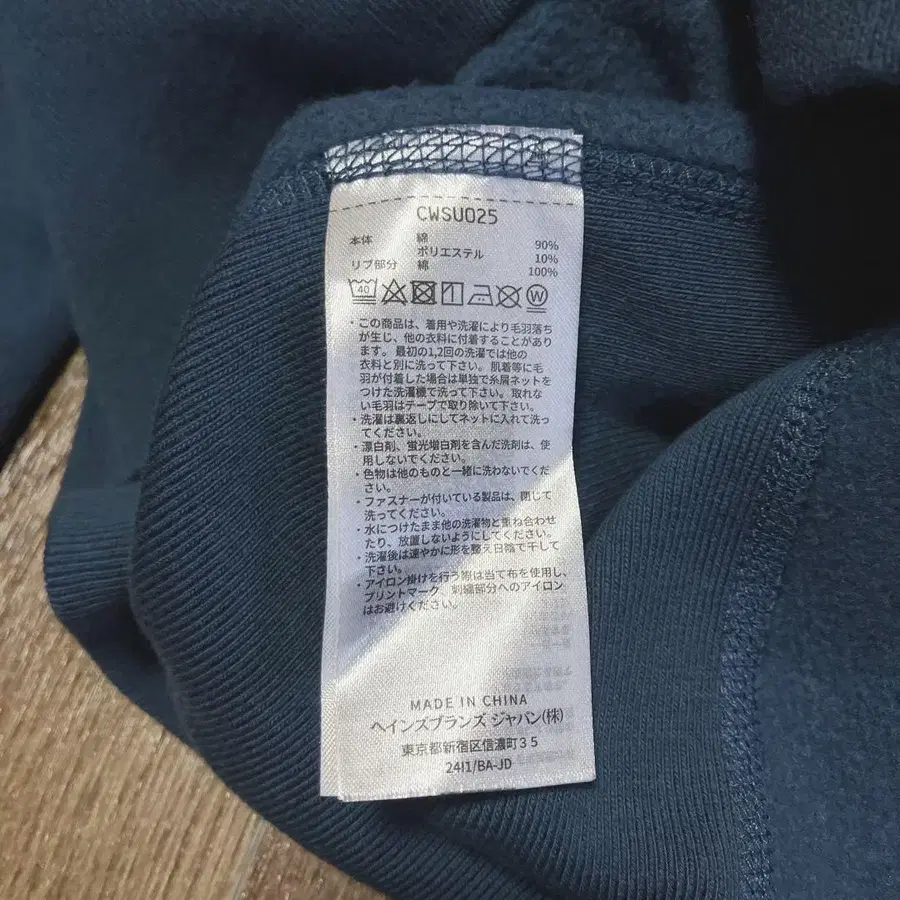 CWSU025
本体 綿 90%
ポリエステル 10%
リブ部分 綿 100%
40 W
・この商品は、着用や洗濯により毛羽落ち
が生じ、他の衣料に付着することがあり
ます。最初の1,2回の洗濯では他の
衣料と別に洗って下さい。肌着等に毛
羽が付着した場合は単独で糸屑ネットを
つけた洗濯機で洗って下さい。取れな
い毛羽はテープで取り除いて下さい。
・洗濯は裏返しにしてネットに入れて洗っ
てください。
・漂白剤、蛍光増白剤を含んだ洗剤は、使
用しないでください。
・色物は他のものと一緒に洗わないでくだ
さい。
・ファスナーが付いている製品は、閉じて
洗ってください。
・水につけたまま他の洗濯物と重ね合わせ
たり、放置しないようにしてください。
・洗濯後は速やかに形を整え日陰で干して
下さい。
・アイロン掛けを行う際は当て布を使用し、
プリントマーク、刺繍部分へのアイロン
はお避けください。
MADE IN CHINA
ヘインズブランズ ジャパン(株)
東京都新宿区信濃町35
24I1/BA-JD